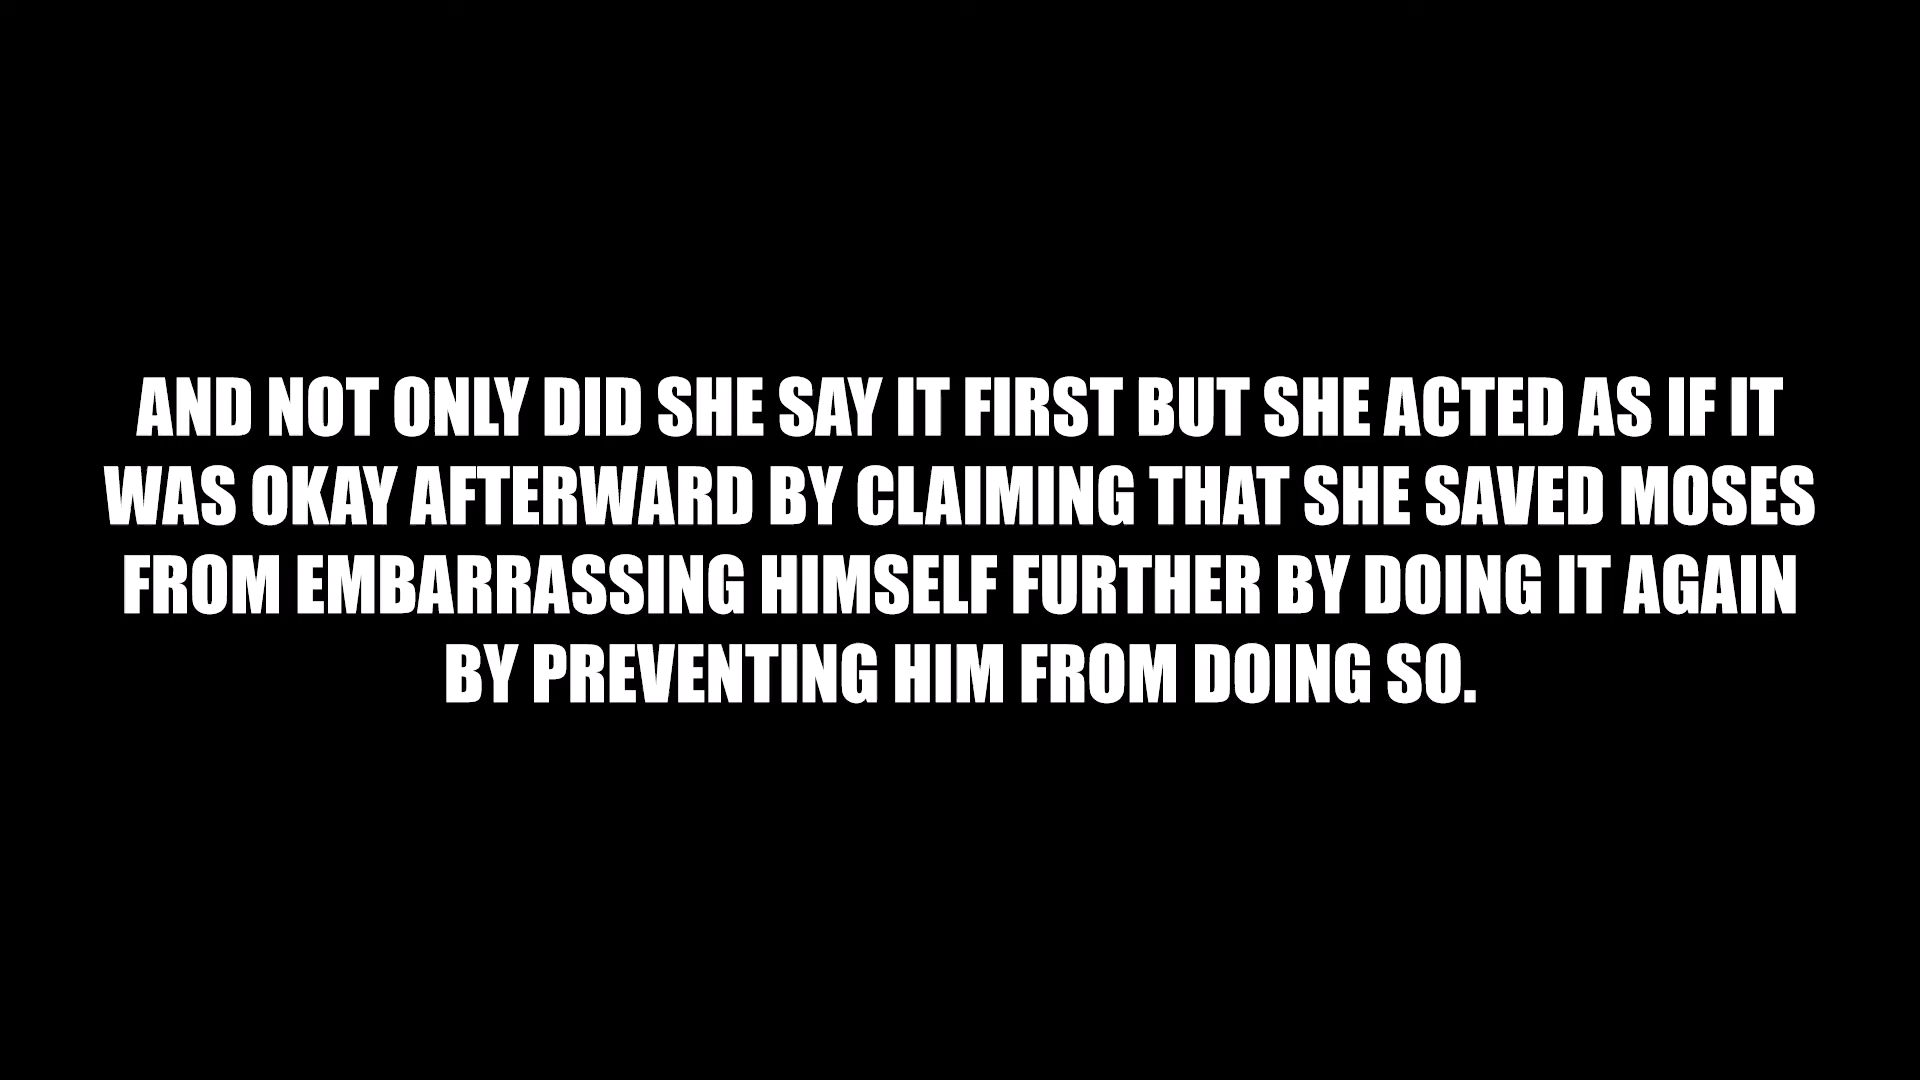 AND NOT ONLY DID SHE SAY IT FIRST BUT SHE ACTED AS IF IT
WAS OKAY AFTERWARD BY CLAIMING THAT SHE SAVED MOSES
FROM EMBARRASSING HIMSELF FURTHER BY DOING IT AGAIN
BY PREVENTING HIM FROM DOING SO.